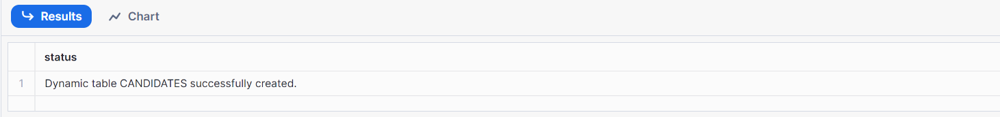 Results
Chart
status
1 Dynamic table CANDIDATES successfully created.